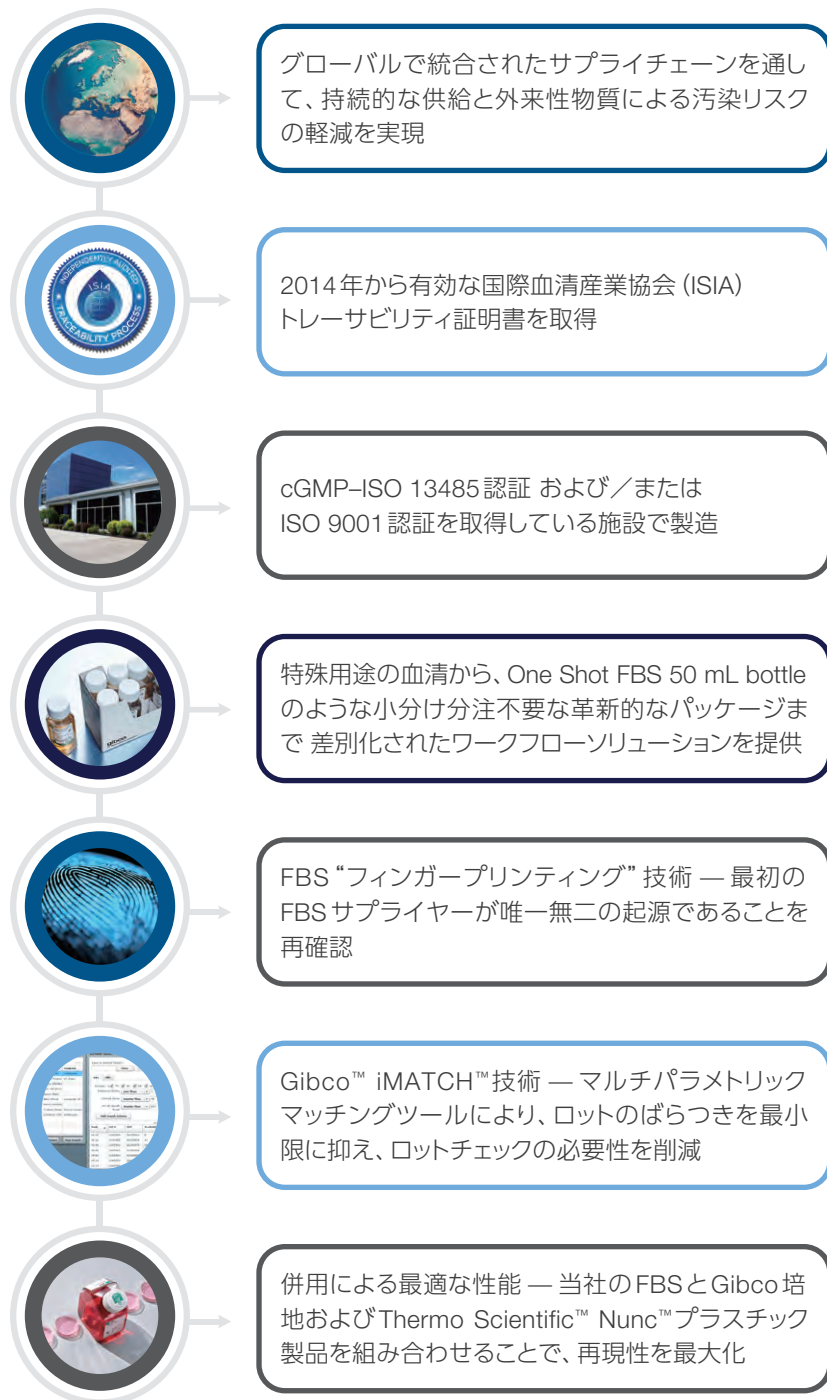 グローバルで統合されたサプライチェーンを通し
て、持続的な供給と外来性物質による汚染リスク
の軽減を実現
INDEPENDENTLY AUDITED
ISIA
TRACEABILITY PROCESS
2014年から有効な国際血清産業協会 (ISIA)
トレーサビリティ証明書を取得
cGMP–ISO 13485認証 および／または
ISO 9001認証を取得している施設で製造
特殊用途の血清から、One Shot FBS 50 mL bottle
のような小分け分注不要な革新的なパッケージま
で 差別化されたワークフローソリューションを提供
FBS “フィンガープリンティング” 技術 — 最初の
FBSサプライヤーが唯一無二の起源であることを
再確認
Gibco™ iMATCH™技術 — マルチパラメトリック
マッチングツールにより、ロットのばらつきを最小
限に抑え、ロットチェックの必要性を削減
併用による最適な性能 — 当社のFBSとGibco培
地およびThermo Scientific™ Nunc™プラスチック
製品を組み合わせることで、再現性を最大化